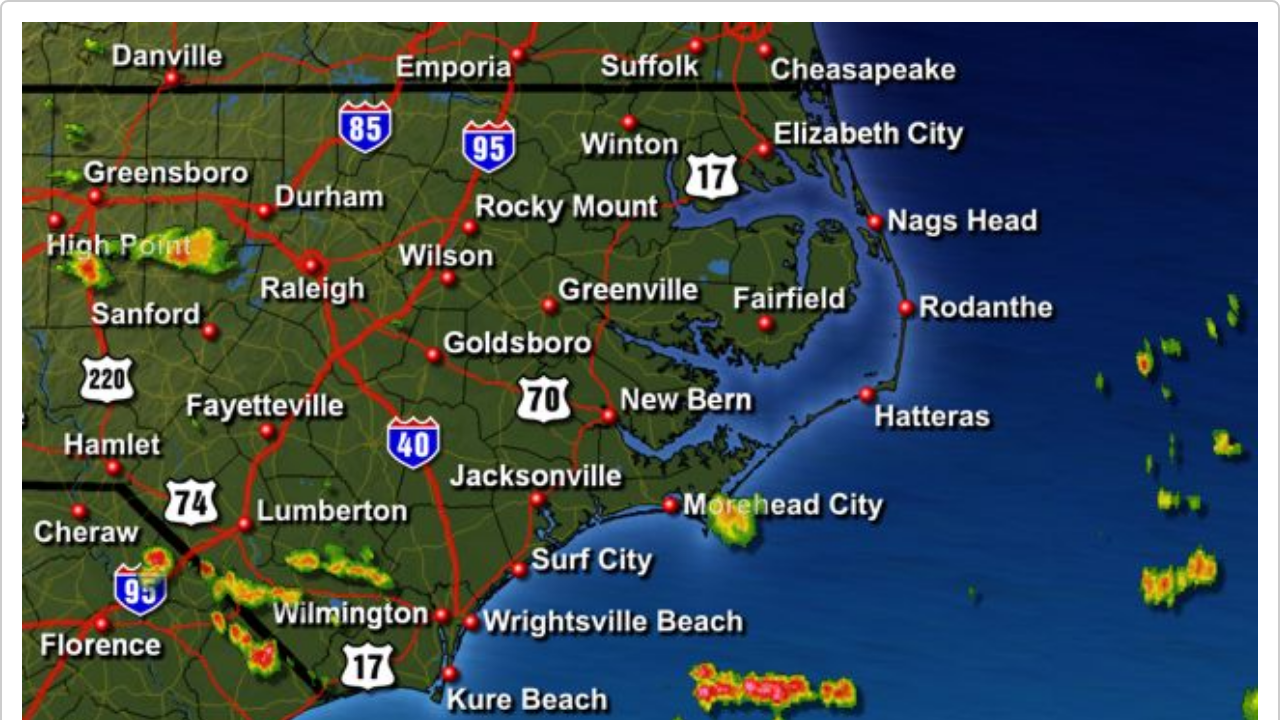 Danville
Emporia
Suffolk
Cheasapeake
85
95
Winton
Elizabeth City
17
Greensboro
Durham
Rocky Mount
Nags Head
High Point
Wilson
Raleigh
Greenville
Fairfield
Rodanthe
Sanford
Goldsboro
220
70
New Bern
Fayetteville
Hatteras
40
Hamlet
Jacksonville
74
Morehead City
Lumberton
Cheraw
Surf City
95
Wilmington
Wrightsville Beach
Florence
17
Kure Beach